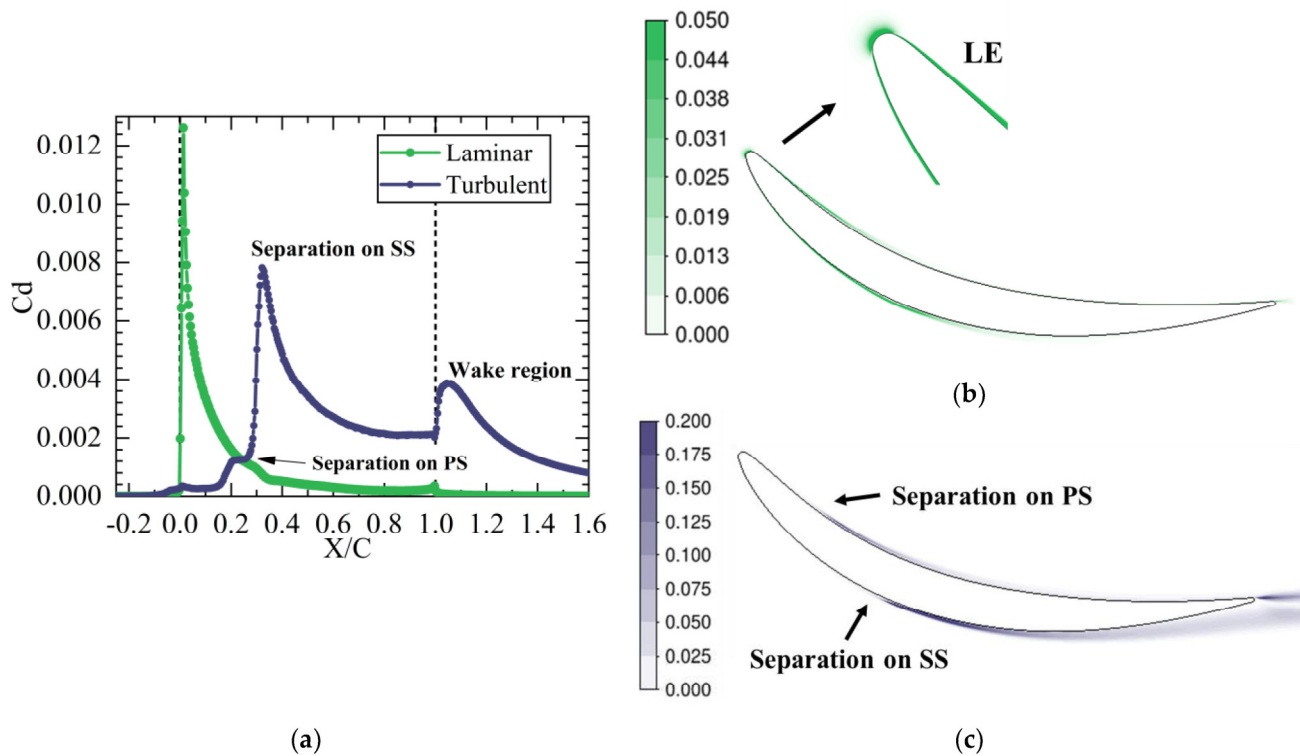 0.012
0.010
0.008
0.006
0.004
0.002
0.000
Cd
Laminar
Turbulent
Separation on SS
Wake region
Separation on PS
-0.2 0.0 0.2 0.4 0.6 0.8 1.0 1.2 1.4 1.6
X/C
(a)
0.050
0.044
0.038
0.031
0.025
0.019
0.013
0.006
0.000
LE
(b)
0.200
0.175
0.150
0.125
0.100
0.075
0.050
0.025
0.000
Separation on PS
Separation on SS
(c)